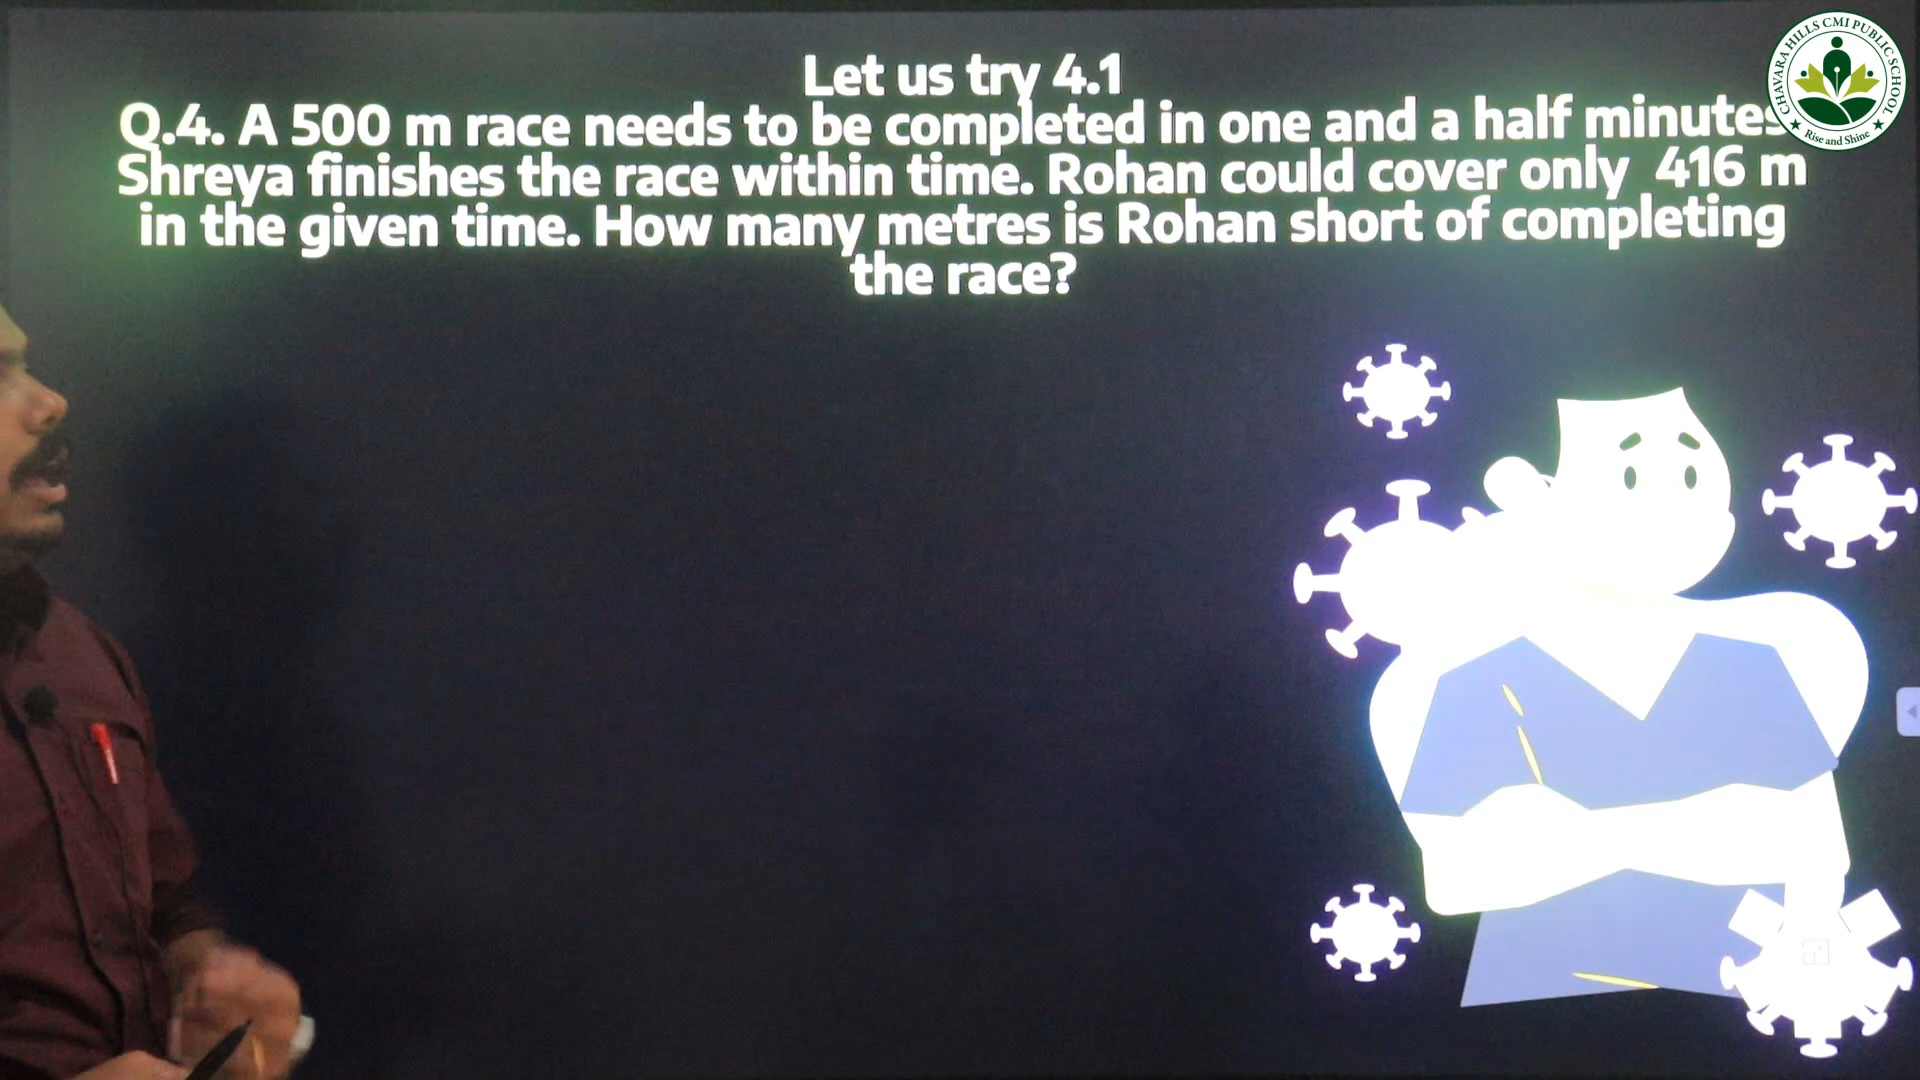 Let us try 4.1
Q.4. A 500 m race needs to be completed in one and a half minutes
Shreya finishes the race within time. Rohan could cover only 416 m
in the given time. How many metres is Rohan short of completing
the race?
CHAVARA HILLS CMI PUBLIC SCHOOL
Rise and Shine